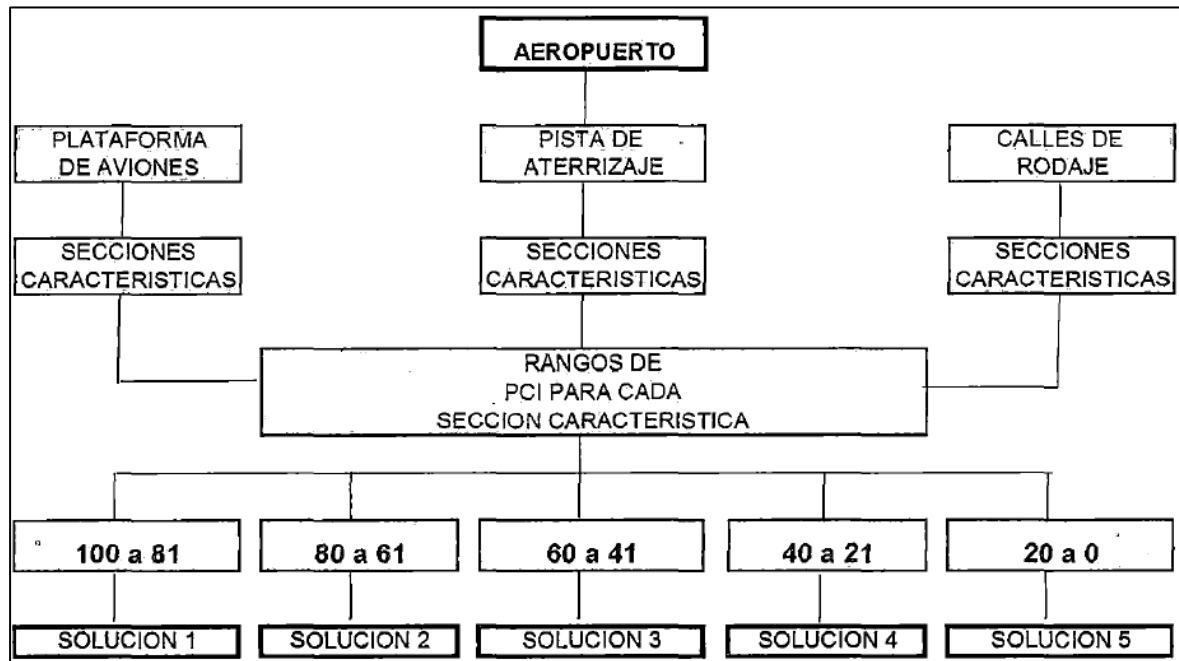 AEROPUERTO
PLATAFORMA
DE AVIONES
PISTA DE
ATERRIZAJE
CALLES DE
RODAJE
SECCIONES
CARACTERISTICAS
SECCIONES
CARACTERISTICAS
SECCIONES
CARACTERISTICAS
RANGOS DE
PCI PARA CADA
SECCION CARACTERISTICA
100 a 81
80 a 61
60 a 41
40 a 21
20 a 0
SOLUCION 1
SOLUCION 2
SOLUCION 3
SOLUCION 4
SOLUCION 5